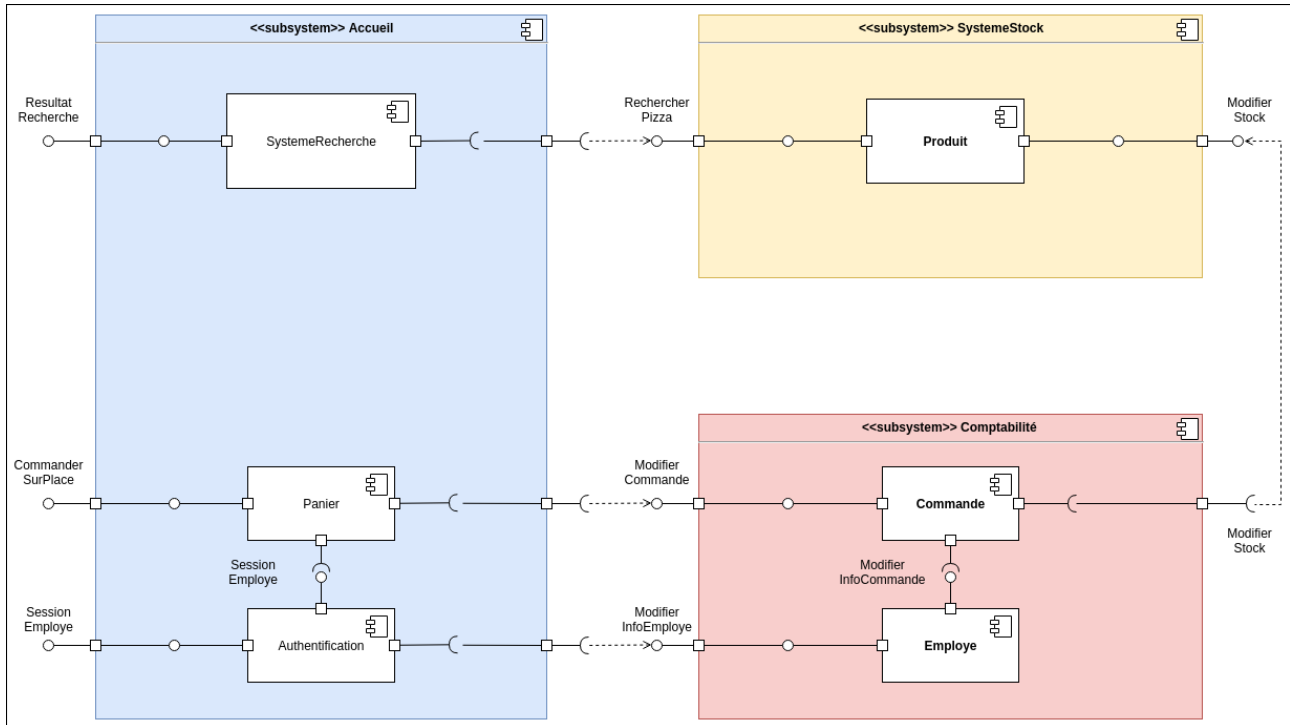 <<subsystem>> Accueil
<<subsystem>> SystemeStock
Resultat
Recherche
SystemeRecherche
Rechercher
Pizza
Produit
Modifier
Stock
<<subsystem>> Comptabilité
Commander
SurPlace
Panier
Modifier
Commande
Commande
Modifier
Stock
Session
Employe
Modifier
InfoCommande
Session
Employe
Authentification
Modifier
InfoEmploye
Employe